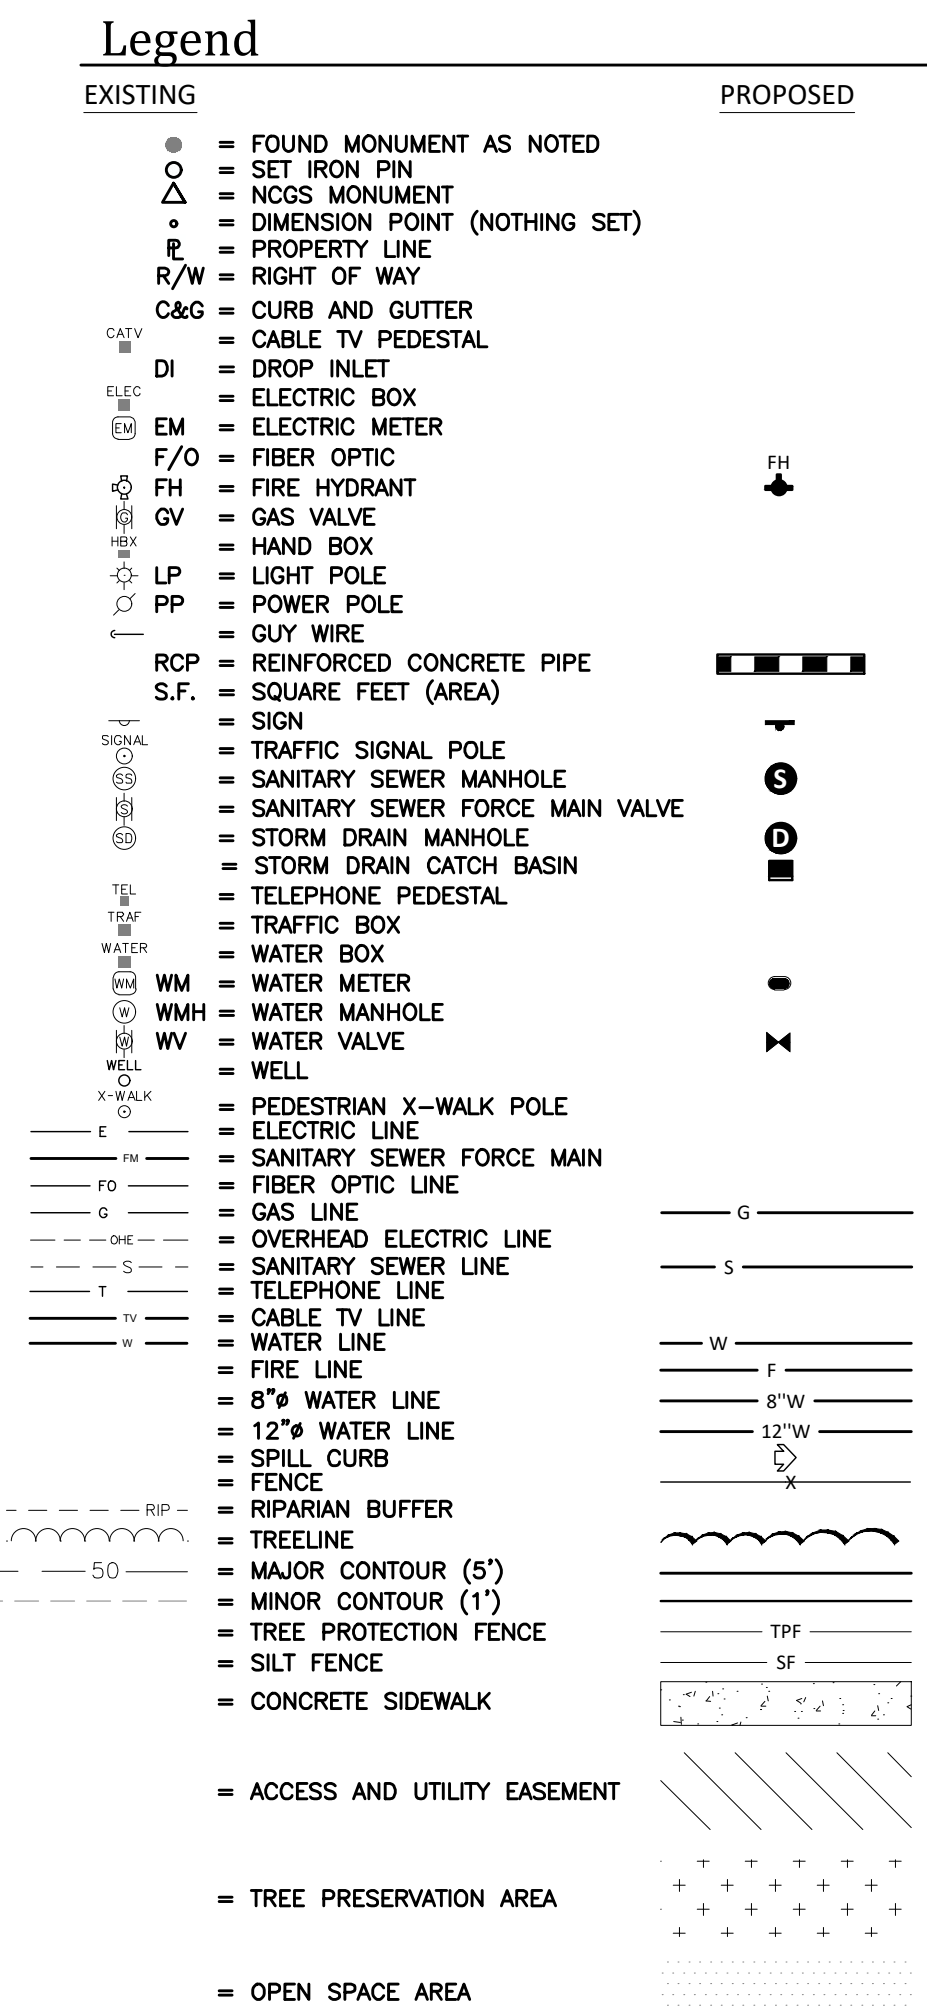 Legend
EXISTING PROPOSED
= FOUND MONUMENT AS NOTED
= SET IRON PIN
= NCGS MONUMENT
= DIMENSION POINT (NOTHING SET)
PL = PROPERTY LINE
R/W = RIGHT OF WAY
C&G = CURB AND GUTTER
CATV = CABLE TV PEDESTAL
DI = DROP INLET
ELEC = ELECTRIC BOX
EM EM = ELECTRIC METER
F/O = FIBER OPTIC
FH = FIRE HYDRANT FH
G GV = GAS VALVE
HBX = HAND BOX
LP = LIGHT POLE
PP = POWER POLE
= GUY WIRE
RCP = REINFORCED CONCRETE PIPE
S.F. = SQUARE FEET (AREA)
= SIGN
SIGNAL = TRAFFIC SIGNAL POLE
SS = SANITARY SEWER MANHOLE S
S = SANITARY SEWER FORCE MAIN VALVE
SD = STORM DRAIN MANHOLE D
= STORM DRAIN CATCH BASIN
TEL = TELEPHONE PEDESTAL
TRAF = TRAFFIC BOX
WATER = WATER BOX
WM WM = WATER METER
W WMH = WATER MANHOLE
W WV = WATER VALVE
WELL = WELL
X-WALK = PEDESTRIAN X-WALK POLE
E = ELECTRIC LINE
FM = SANITARY SEWER FORCE MAIN
FO = FIBER OPTIC LINE
G = GAS LINE G
OHE = OVERHEAD ELECTRIC LINE
S = SANITARY SEWER LINE S
T = TELEPHONE LINE
TV = CABLE TV LINE
W = WATER LINE W
= FIRE LINE F
= 8"ø WATER LINE 8"W
= 12"ø WATER LINE 12"W
= SPILL CURB
= FENCE X
RIP = RIPARIAN BUFFER
= TREELINE
50 = MAJOR CONTOUR (5')
= MINOR CONTOUR (1')
= TREE PROTECTION FENCE TPF
= SILT FENCE SF
= CONCRETE SIDEWALK
= ACCESS AND UTILITY EASEMENT
= TREE PRESERVATION AREA
= OPEN SPACE AREA